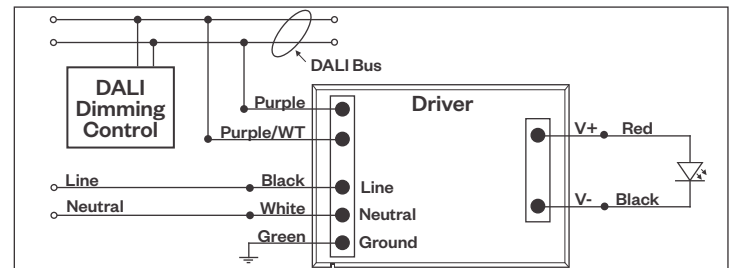 DALI Bus
DALI
Dimming
Control
Driver
Purple
Purple/WT
V+ Red
Line Black Line
V- Black
Neutral White Neutral
Green Ground